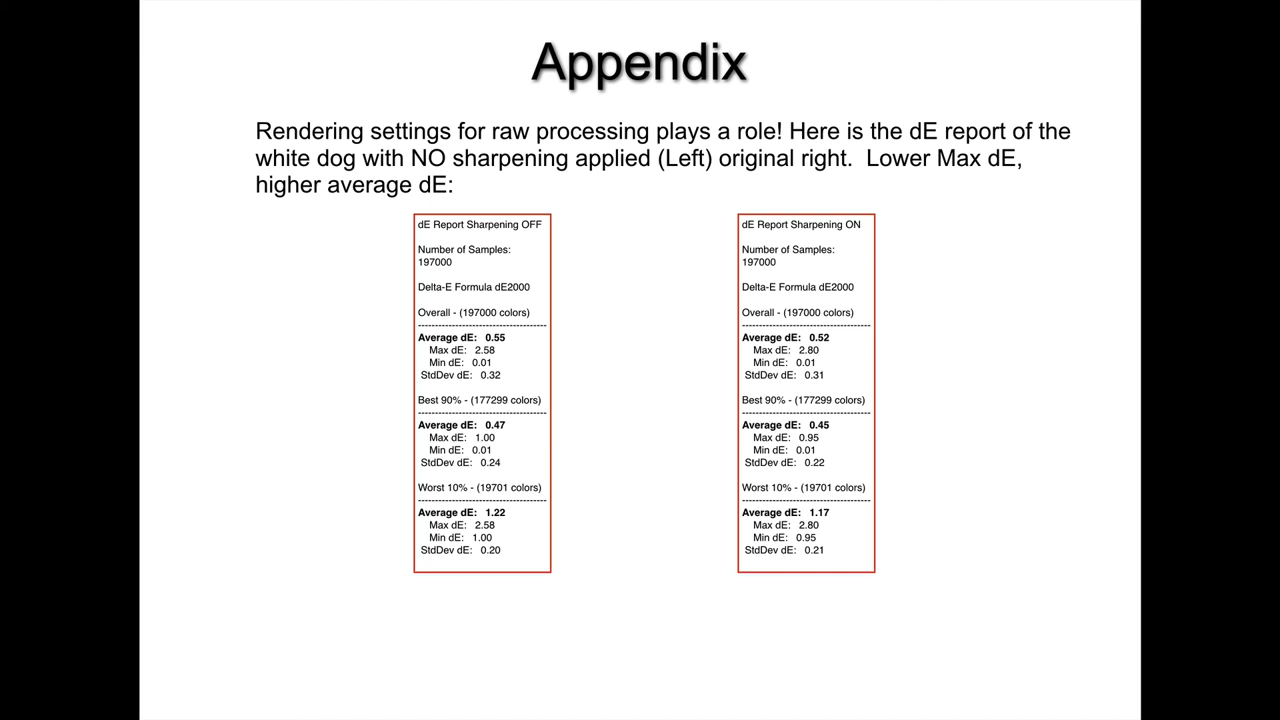 Appendix
Rendering settings for raw processing plays a role! Here is the dE report of the
white dog with NO sharpening applied (Left) original right.  Lower Max dE,
higher average dE:
dE Report Sharpening OFF
Number of Samples:
197000
Delta-E Formula dE2000
Overall - (197000 colors)
--------------------------------------
Average dE:   0.55
Max dE:   2.58
Min dE:   0.01
StdDev dE:   0.32
Best 90% - (177299 colors)
--------------------------------------
Average dE:   0.47
Max dE:   1.00
Min dE:   0.01
StdDev dE:   0.24
Worst 10% - (19701 colors)
--------------------------------------
Average dE:   1.22
Max dE:   2.58
Min dE:   1.00
StdDev dE:   0.20
dE Report Sharpening ON
Number of Samples:
197000
Delta-E Formula dE2000
Overall - (197000 colors)
--------------------------------------
Average dE:   0.52
Max dE:   2.80
Min dE:   0.01
StdDev dE:   0.31
Best 90% - (177299 colors)
--------------------------------------
Average dE:   0.45
Max dE:   0.95
Min dE:   0.01
StdDev dE:   0.22
Worst 10% - (19701 colors)
--------------------------------------
Average dE:   1.17
Max dE:   2.80
Min dE:   0.95
StdDev dE:   0.21